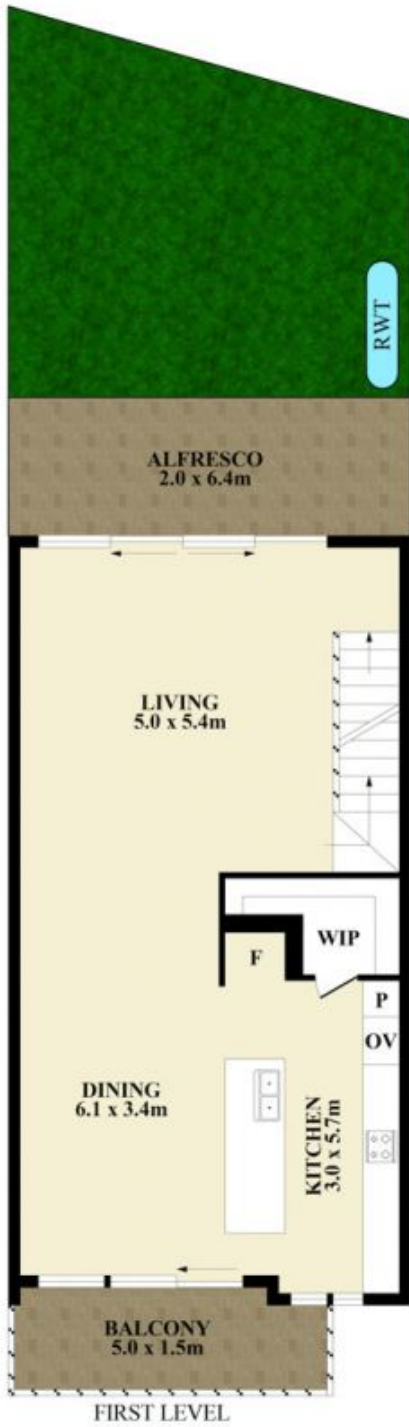 RWT
ALFRESCO
2.0 x 6.4m
LIVING
5.0 x 5.4m
WIP
F
P
OV
DINING
6.1 x 3.4m
KITCHEN
3.0 x 5.7m
BALCONY
5.0 x 1.5m
FIRST LEVEL